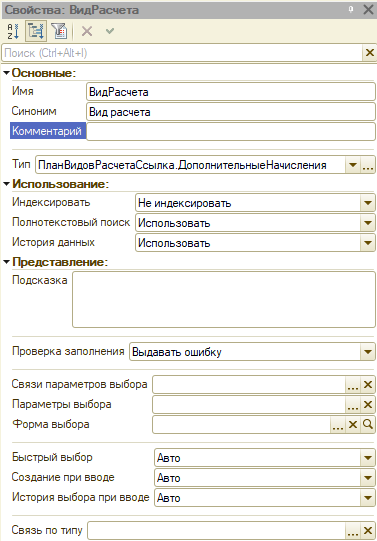 Свойства: ВидРасчета
Поиск (Ctrl+Alt+I)
Основные:
Имя ВидРасчета
Синоним Вид расчета
Комментарий
Тип ПланВидовРасчетаСсылка.ДополнительныеНачисления
Использование:
Индексировать Не индексировать
Полнотекстовый поиск Использовать
История данных Использовать
Представление:
Подсказка
Проверка заполнения Выдавать ошибку
Связи параметров выбора
Параметры выбора
Форма выбора
Быстрый выбор Авто
Создание при вводе Авто
История выбора при вводе Авто
Связь по типу